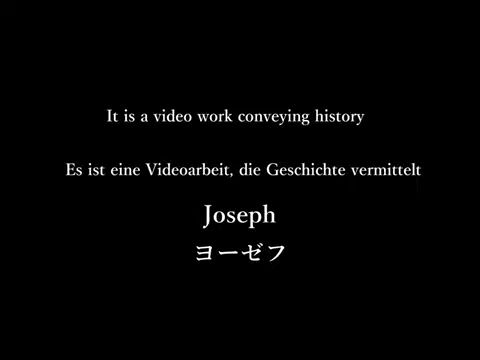 It is a video work conveying history
Es ist eine Videoarbeit, die Geschichte vermittelt
Joseph
ヨーゼフ